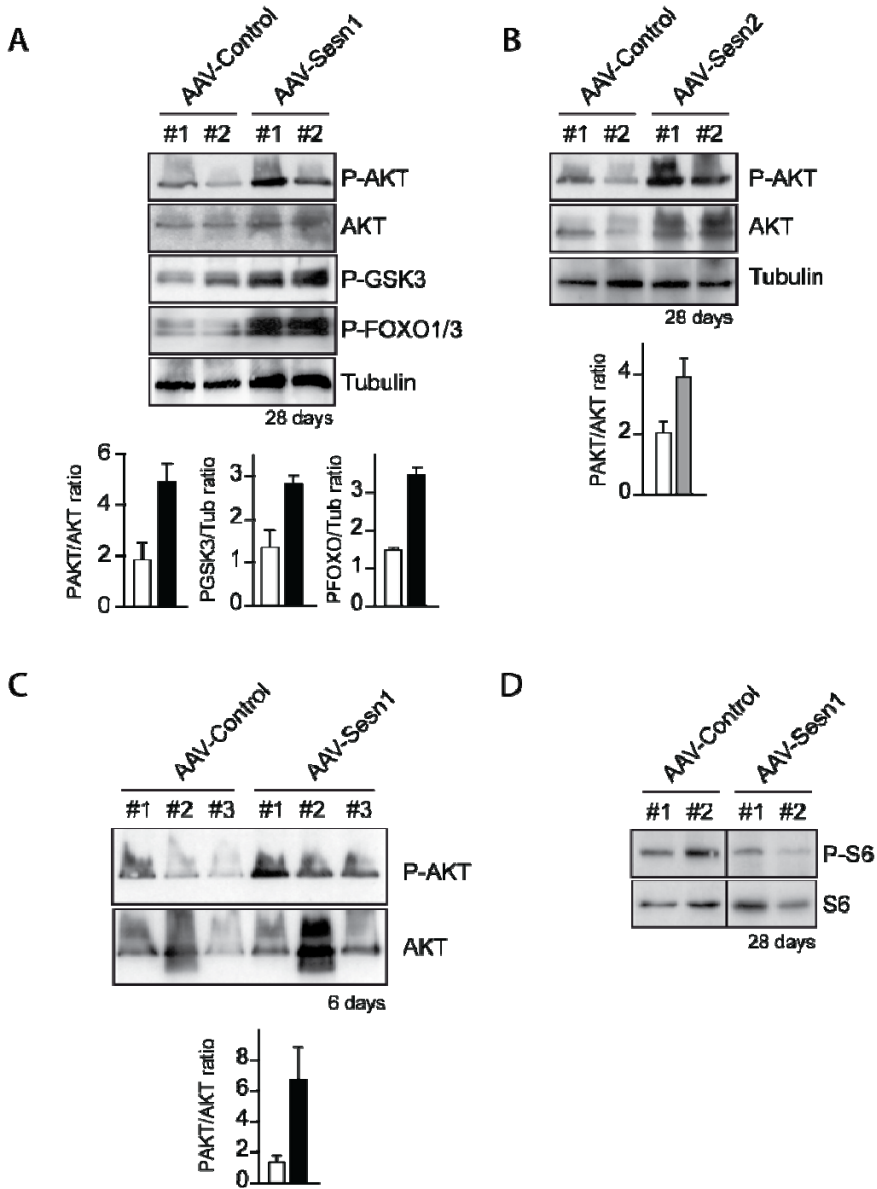 A
AAV-Control
AAV-Sesn1
#1 #2 #1 #2
P-AKT
AKT
P-GSK3
P-FOXO1/3
Tubulin
28 days
PAKT/AKT ratio
6
4
2
0
PGSK3/Tub ratio
3
2
1
0
PFOXO/Tub ratio
3
2
1
0
B
AAV-Control
AAV-Sesn2
#1 #2 #1 #2
P-AKT
AKT
Tubulin
28 days
PAKT/AKT ratio
4
2
0
C
AAV-Control
AAV-Sesn1
#1 #2 #3 #1 #2 #3
P-AKT
AKT
6 days
PAKT/AKT ratio
8
6
4
2
0
D
AAV-Control
AAV-Sesn1
#1 #2 #1 #2
P-S6
S6
28 days